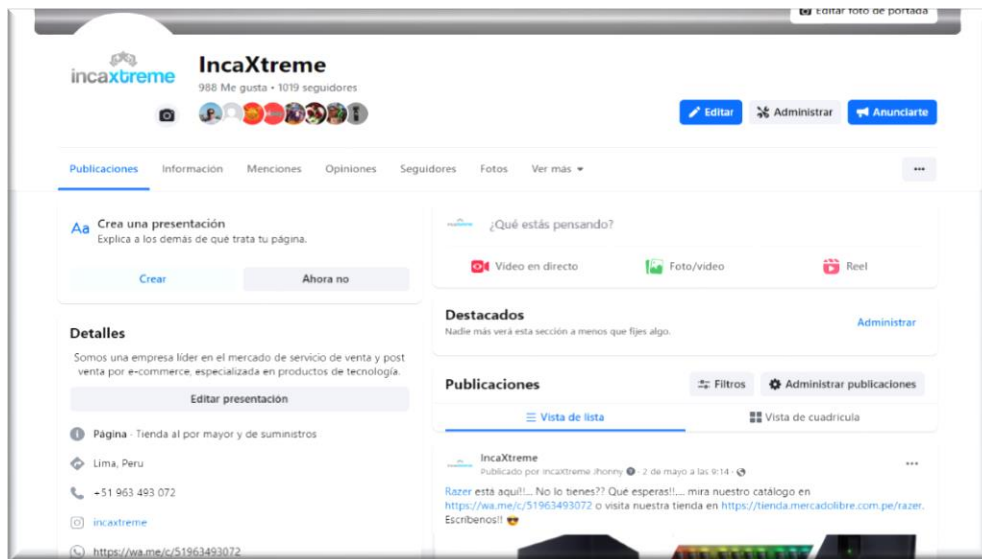 Editar foto de portada
incaxtreme
IncaXtreme
988 Me gusta • 1019 seguidores
Editar
Administrar
Anunciarte
Publicaciones
Información
Menciones
Opiniones
Seguidores
Fotos
Ver más
Aa
Crea una presentación
Explica a los demás de qué trata tu página.
Crear
Ahora no
Detalles
Somos una empresa líder en el mercado de servicio de venta y post
venta por e-commerce, especializada en productos de tecnología.
Editar presentación
Página · Tienda al por mayor y de suministros
Lima, Peru
+51 963 493 072
incaxtreme
https://wa.me/c/51963493072
¿Qué estás pensando?
Video en directo
Foto/video
Reel
Destacados
Nadie más verá esta sección a menos que fijes algo.
Administrar
Publicaciones
Filtros
Administrar publicaciones
Vista de lista
Vista de cuadrícula
IncaXtreme
Publicado por Incaxtreme Jhonny · 2 de mayo a las 9:14 ·
Razer está aquí!!... No lo tienes?? Qué esperas!!.... mira nuestro catálogo en
https://wa.me/c/51963493072 o visita nuestra tienda en https://tienda.mercadolibre.com.pe/razer.
Escríbenos!!